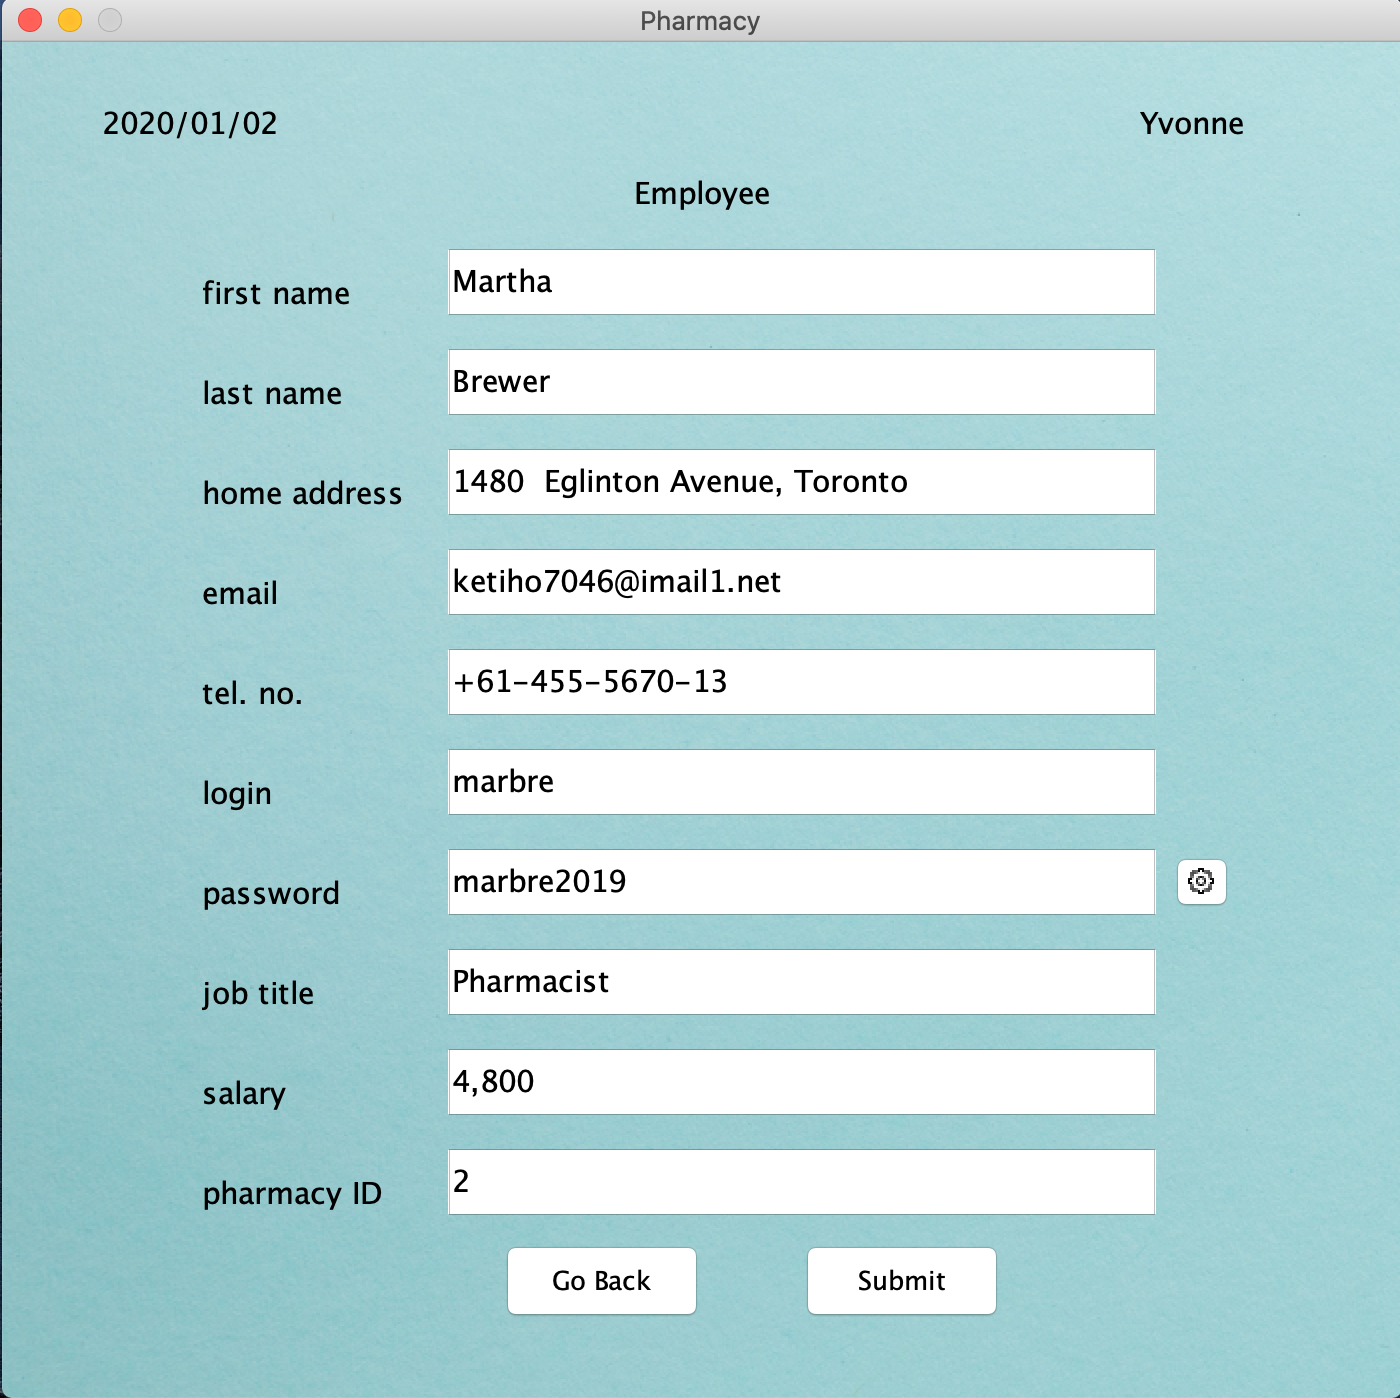 Pharmacy
2020/01/02 Yvonne
Employee
first name Martha
last name Brewer
home address 1480  Eglinton Avenue, Toronto
email ketiho7046@imail1.net
tel. no. +61-455-5670-13
login marbre
password marbre2019
job title Pharmacist
salary 4,800
pharmacy ID 2
Go Back Submit